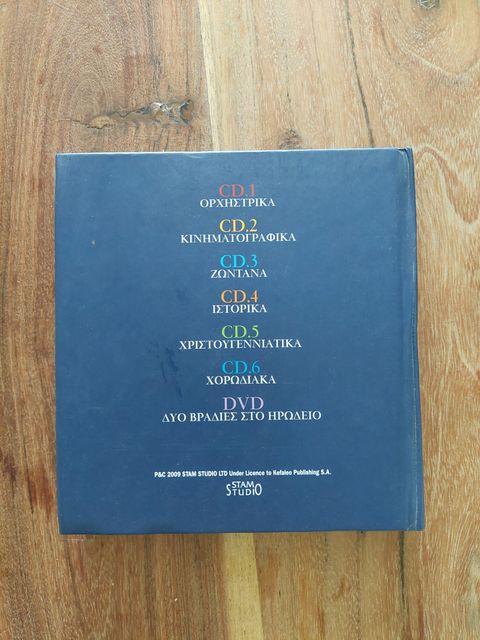 CD.1
ΟΡΧΗΣΤΡΙΚΑ
CD.2
ΚΙΝΗΜΑΤΟΓΡΑΦΙΚΑ
CD.3
ΖΩΝΤΑΝΑ
CD.4
ΙΣΤΟΡΙΚΑ
CD.5
ΧΡΙΣΤΟΥΓΕΝΝΙΑΤΙΚΑ
CD.6
ΧΟΡΩΔΙΑΚΑ
DVD
ΔΥΟ ΒΡΑΔΙΕΣ ΣΤΟ ΗΡΩΔΕΙΟ
P&C 2009 STAM STUDIO LTD Under Licence to Kefaleo Publishing S.A.
STAM
STUDIO